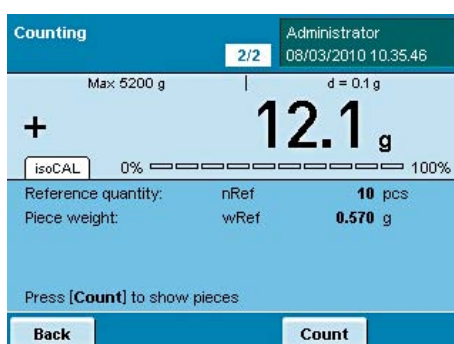 Counting
Administrator
2/2
08/03/2010 10.35.46
Max 5200 g
d = 0.1 g
+ 12.1 g
isoCAL 0% 100%
Reference quantity: nRef 10 pcs
Piece weight: wRef 0.570 g
Press [Count] to show pieces
Back Count